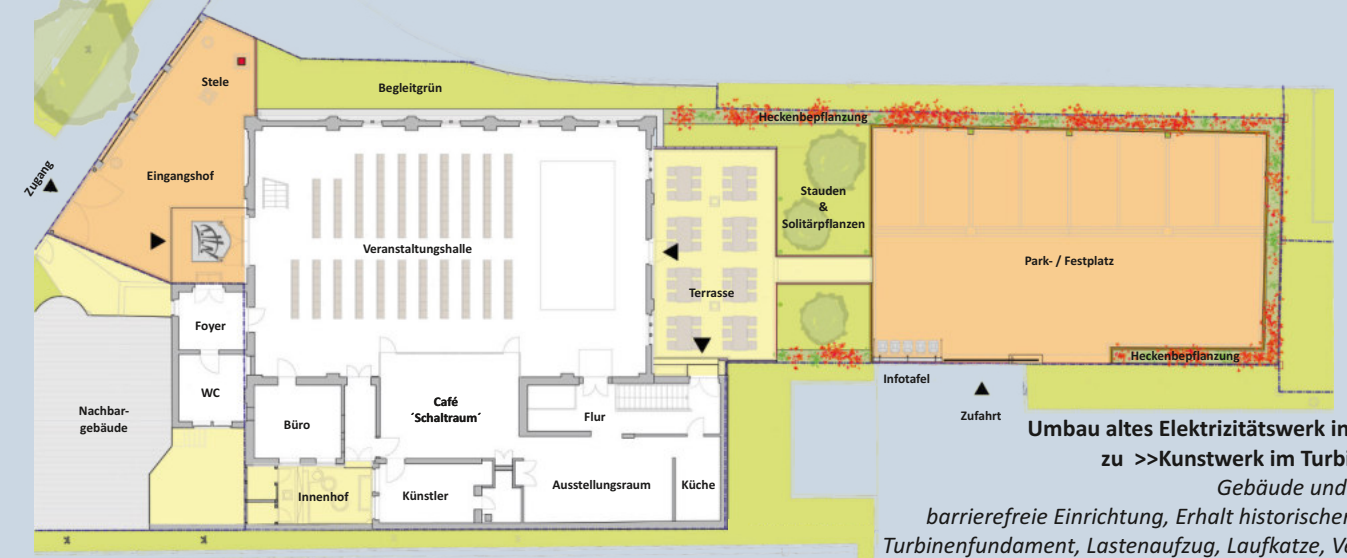 Stele
Begleitgrün
Heckenbepflanzung
Zugang
Eingangshof
Stauden
&
Solitärpflanzen
Veranstaltungshalle
Park- / Festplatz
Terrasse
Foyer
Heckenbepflanzung
Infotafel
WC
Café
´Schaltraum´
Nachbar-
gebäude
Büro
Flur
Zufahrt
Umbau altes Elektrizitätswerk in
zu >>Kunstwerk im Turbi
Gebäude und
Innenhof
Künstler
Ausstellungsraum
Küche
barrierefreie Einrichtung, Erhalt historischer
Turbinenfundament, Lastenaufzug, Laufkatze,